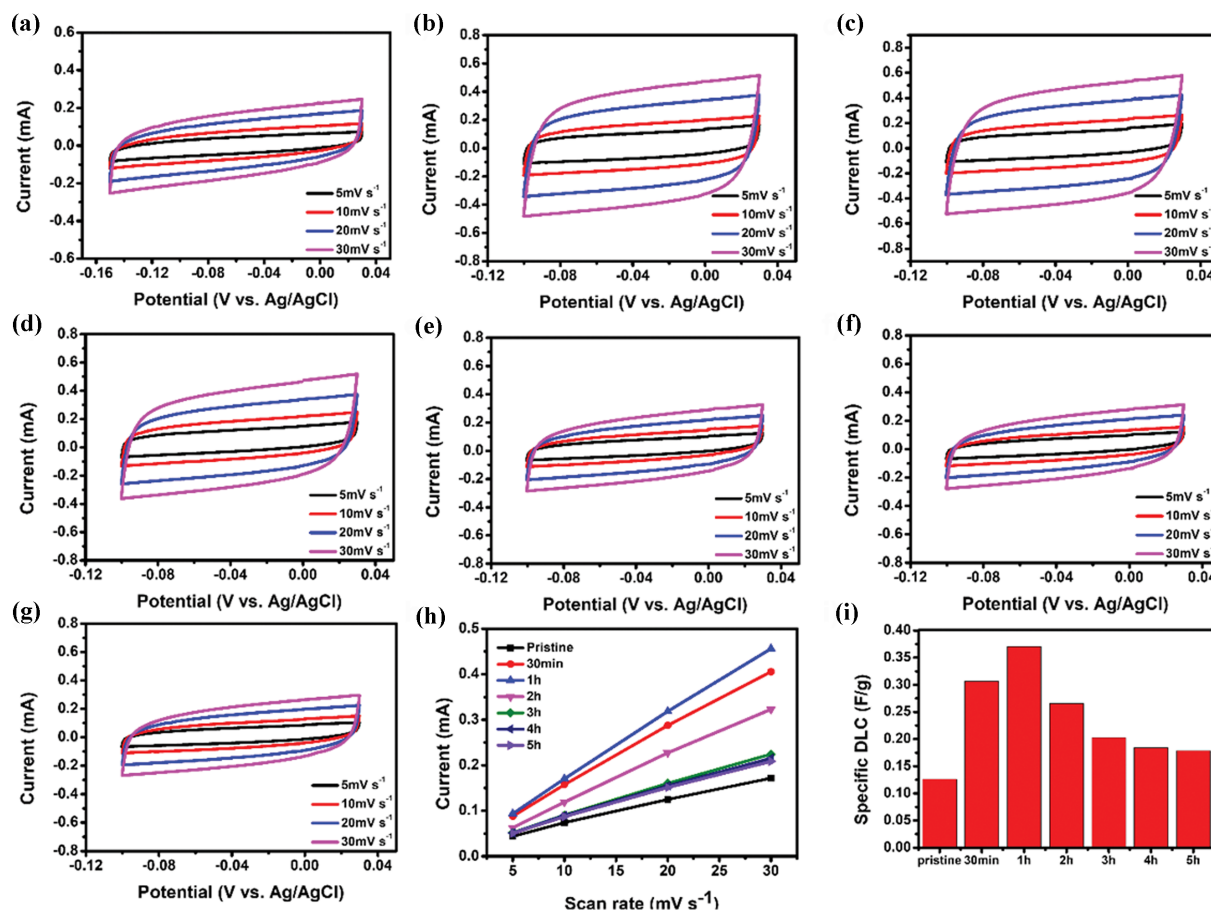 (a)
0.6
0.4
0.2
0.0
-0.2
-0.4
-0.6
Current (mA)
5mV s⁻¹
10mV s⁻¹
20mV s⁻¹
30mV s⁻¹
-0.16 -0.12 -0.08 -0.04 0.00 0.04
Potential (V vs. Ag/AgCl)
(b)
0.8
0.6
0.4
0.2
0.0
-0.2
-0.4
-0.6
-0.8
Current (mA)
5mV s⁻¹
10mV s⁻¹
20mV s⁻¹
30mV s⁻¹
-0.12 -0.08 -0.04 0.00 0.04
Potential (V vs. Ag/AgCl)
(c)
0.8
0.6
0.4
0.2
0.0
-0.2
-0.4
-0.6
-0.8
Current (mA)
5mV s⁻¹
10mV s⁻¹
20mV s⁻¹
30mV s⁻¹
-0.12 -0.08 -0.04 0.00 0.04
Potential (V vs. Ag/AgCl)
(d)
0.8
0.6
0.4
0.2
0.0
-0.2
-0.4
-0.6
-0.8
Current (mA)
5mV s⁻¹
10mV s⁻¹
20mV s⁻¹
30mV s⁻¹
-0.12 -0.08 -0.04 0.00 0.04
Potential (V vs. Ag/AgCl)
(e)
0.8
0.6
0.4
0.2
0.0
-0.2
-0.4
-0.6
-0.8
Current (mA)
5mV s⁻¹
10mV s⁻¹
20mV s⁻¹
30mV s⁻¹
-0.12 -0.08 -0.04 0.00 0.04
Potential (V vs. Ag/AgCl)
(f)
0.8
0.6
0.4
0.2
0.0
-0.2
-0.4
-0.6
-0.8
Current (mA)
5mV s⁻¹
10mV s⁻¹
20mV s⁻¹
30mV s⁻¹
-0.12 -0.08 -0.04 0.00 0.04
Potential (V vs. Ag/AgCl)
(g)
0.8
0.6
0.4
0.2
0.0
-0.2
-0.4
-0.6
-0.8
Current (mA)
5mV s⁻¹
10mV s⁻¹
20mV s⁻¹
30mV s⁻¹
-0.12 -0.08 -0.04 0.00 0.04
Potential (V vs. Ag/AgCl)
(h)
0.5
0.4
0.3
0.2
0.1
0.0
Current (mA)
Pristine
30min
1h
2h
3h
4h
5h
5 10 15 20 25 30
Scan rate (mV s⁻¹)
(i)
0.40
0.35
0.30
0.25
0.20
0.15
0.10
0.05
0.00
Specific DLC (F/g)
pristine 30min 1h 2h 3h 4h 5h